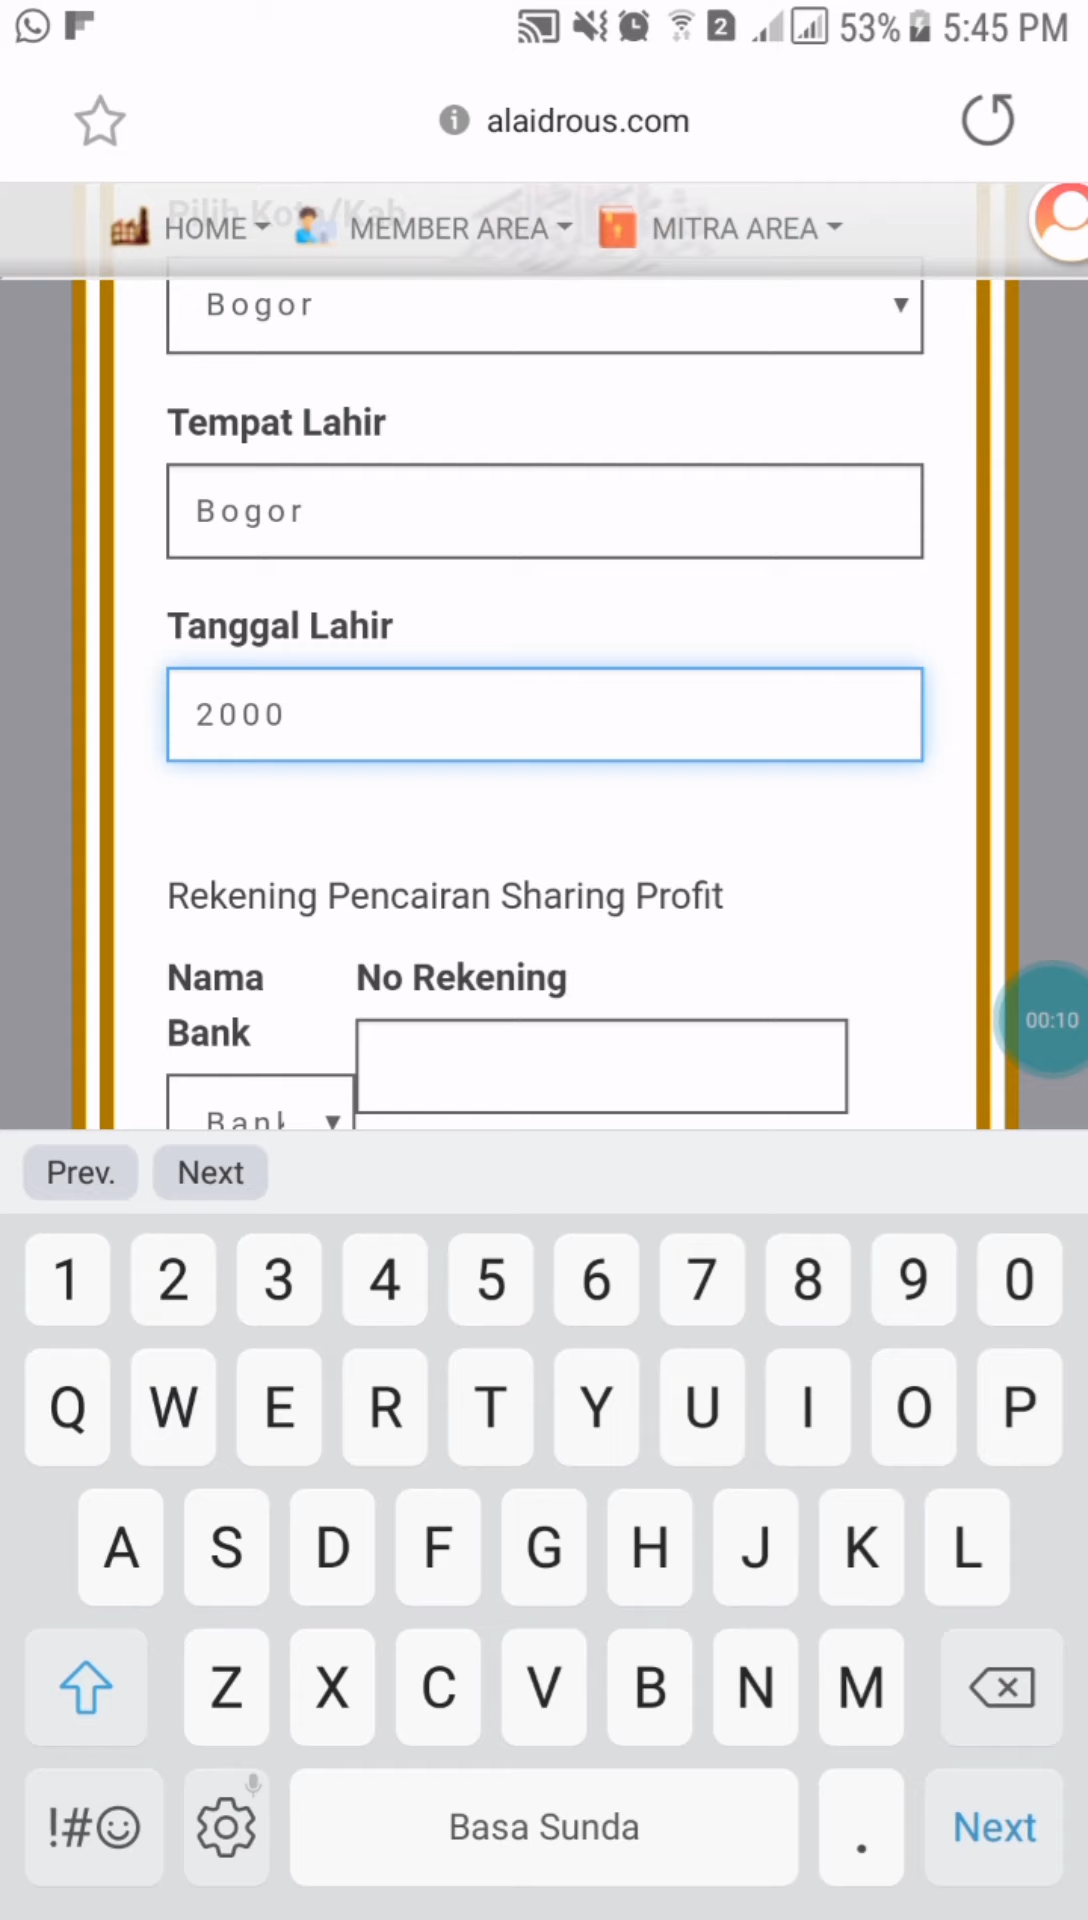 2 53% 5:45 PM
alaidrous.com
Pilih Kota/Kab
HOME MEMBER AREA MITRA AREA
Bogor
Tempat Lahir
Bogor
Tanggal Lahir
2000
Rekening Pencairan Sharing Profit
Nama Bank
No Rekening
00:10
Bank
Prev. Next
1 2 3 4 5 6 7 8 9 0
Q W E R T Y U I O P
A S D F G H J K L
Z X C V B N M
!#☺ Basa Sunda . Next